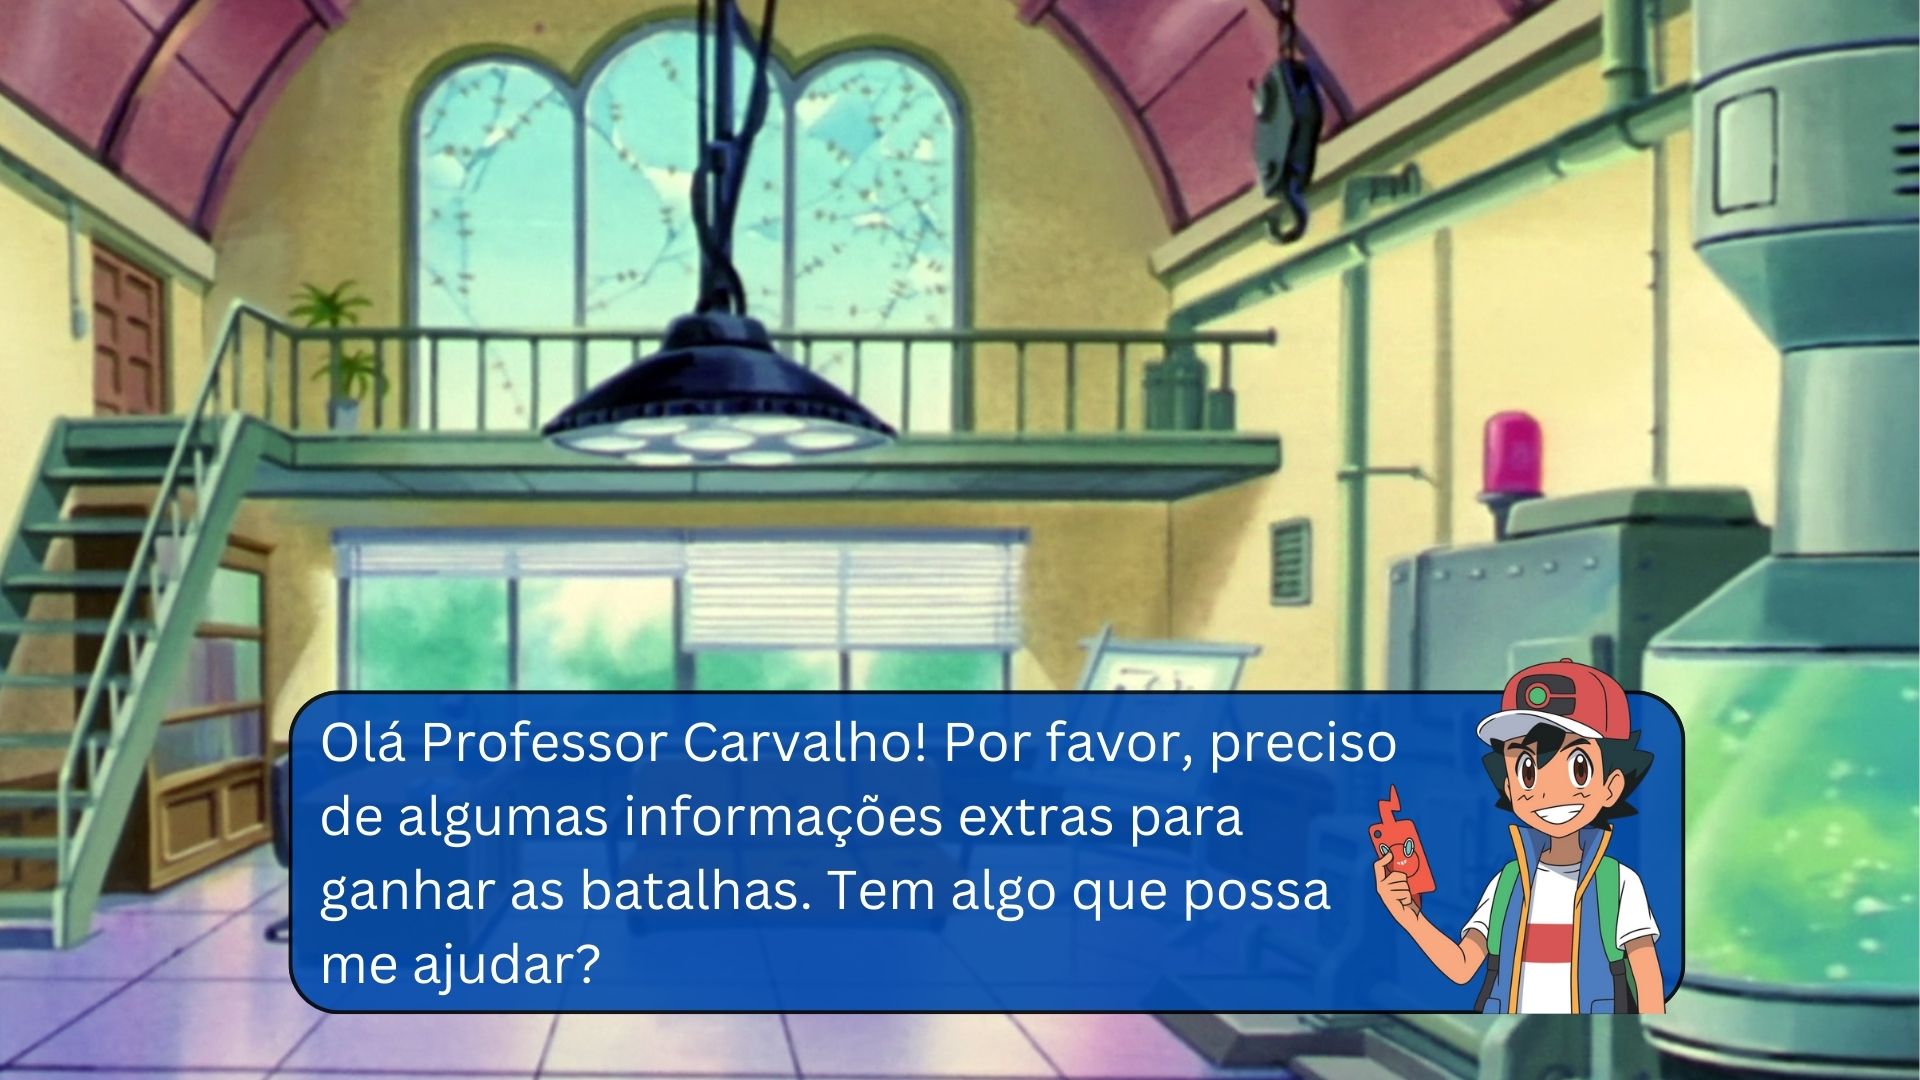 Olá Professor Carvalho! Por favor, preciso
de algumas informações extras para
ganhar as batalhas. Tem algo que possa
me ajudar?